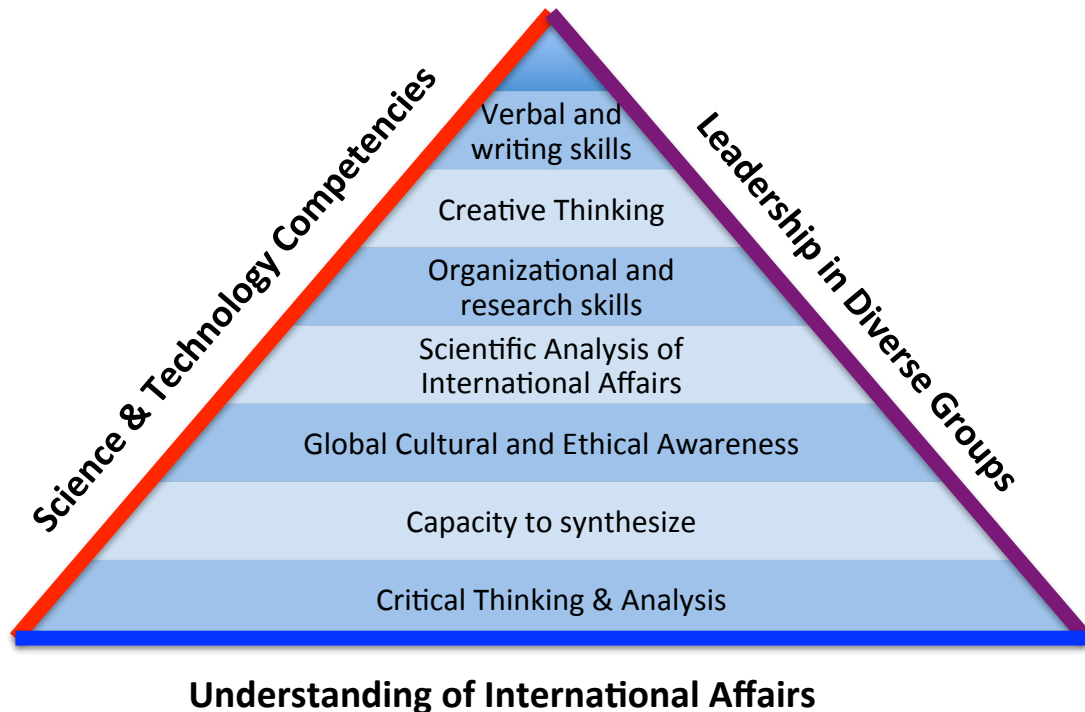 Science & Technology Competencies
Leadership in Diverse Groups
Verbal and
writing skills
Creative Thinking
Organizational and
research skills
Scientific Analysis of
International Affairs
Global Cultural and Ethical Awareness
Capacity to synthesize
Critical Thinking & Analysis
Understanding of International Affairs